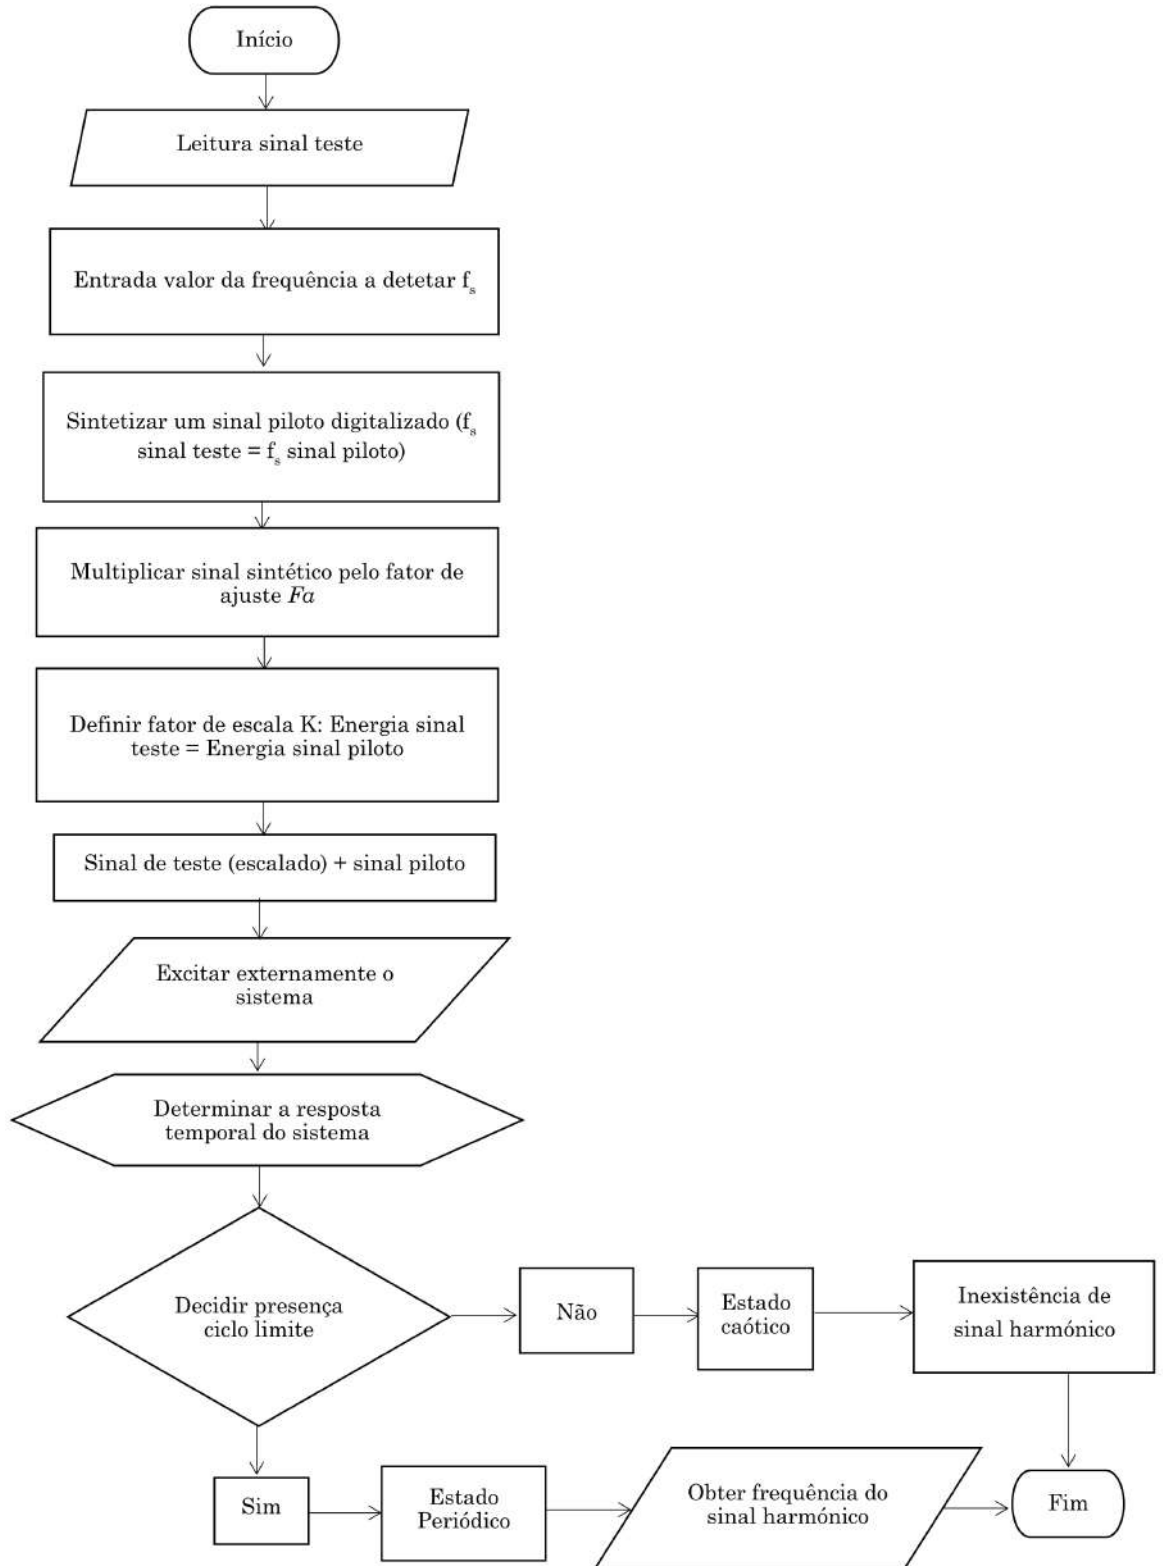 Início
Leitura sinal teste
Entrada valor da frequência a detetar fs
Sintetizar um sinal piloto digitalizado (fs
sinal teste = fs sinal piloto)
Multiplicar sinal sintético pelo fator de
ajuste Fa
Definir fator de escala K: Energia sinal
teste = Energia sinal piloto
Sinal de teste (escalado) + sinal piloto
Excitar externamente o
sistema
Determinar a resposta
temporal do sistema
Decidir presença
ciclo limite
Não
Estado
caótico
Inexistência de
sinal harmónico
Sim
Estado
Periódico
Obter frequência do
sinal harmónico
Fim